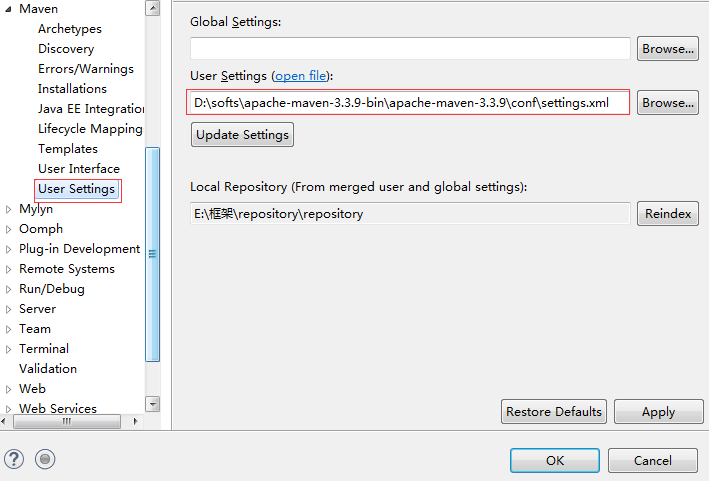 Maven
Archetypes
Discovery
Errors/Warnings
Installations
Java EE Integration
Lifecycle Mapping
Templates
User Interface
User Settings
Mylyn
Oomph
Plug-in Development
Remote Systems
Run/Debug
Server
Team
Terminal
Validation
Web
Web Services
Global Settings:
Browse...
User Settings (open file):
D:\softs\apache-maven-3.3.9-bin\apache-maven-3.3.9\conf\settings.xml
Browse...
Update Settings
Local Repository (From merged user and global settings):
E:\框架\repository\repository
Reindex
Restore Defaults
Apply
?
OK
Cancel